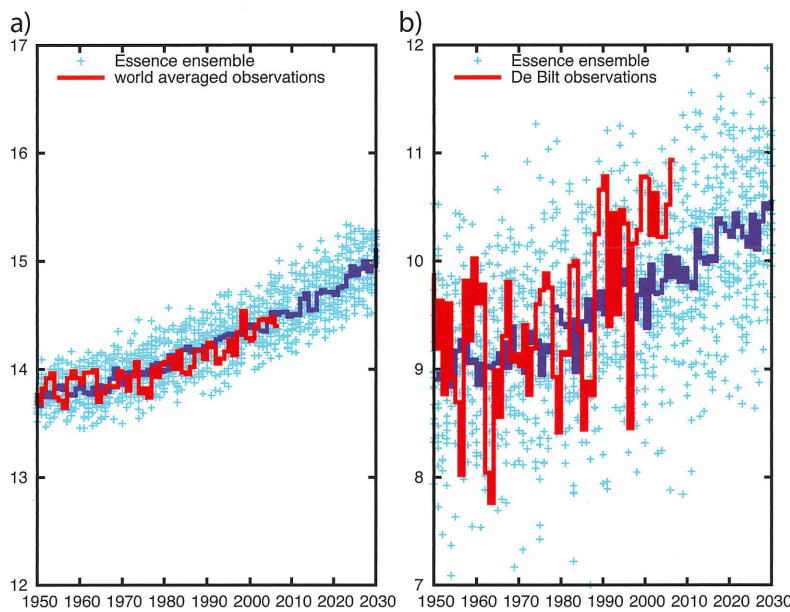 a)
17
16
15
14
13
12
Essence ensemble
world averaged observations
1950 1960 1970 1980 1990 2000 2010 2020 2030
b)
12
11
10
9
8
7
Essence ensemble
De Bilt observations
1950 1960 1970 1980 1990 2000 2010 2020 2030